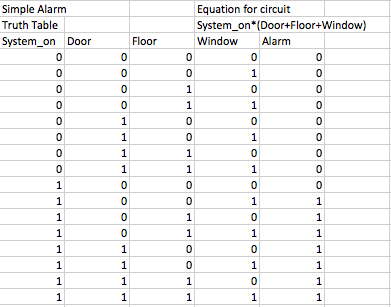 Simple Alarm Equation for circuit
Truth Table System_on*(Door+Floor+Window)
System_on Door Floor Window Alarm
0 0 0 0 0
0 0 0 1 0
0 0 1 0 0
0 0 1 1 0
0 1 0 0 0
0 1 0 1 0
0 1 1 0 0
0 1 1 1 0
1 0 0 0 0
1 0 0 1 1
1 0 1 0 1
1 0 1 1 1
1 1 0 0 1
1 1 0 1 1
1 1 1 0 1
1 1 1 1 1